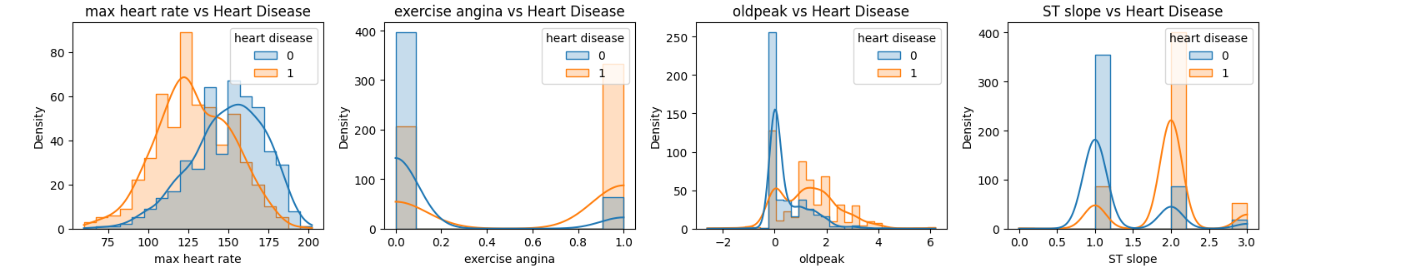 max heart rate vs Heart Disease
Density
80
60
40
20
0
75 100 125 150 175 200
max heart rate
heart disease
0
1
exercise angina vs Heart Disease
Density
400
300
200
100
0
0.0 0.2 0.4 0.6 0.8 1.0
exercise angina
heart disease
0
1
oldpeak vs Heart Disease
Density
250
200
150
100
50
0
−2 0 2 4 6
oldpeak
heart disease
0
1
ST slope vs Heart Disease
Density
400
300
200
100
0
0.0 0.5 1.0 1.5 2.0 2.5 3.0
ST slope
heart disease
0
1